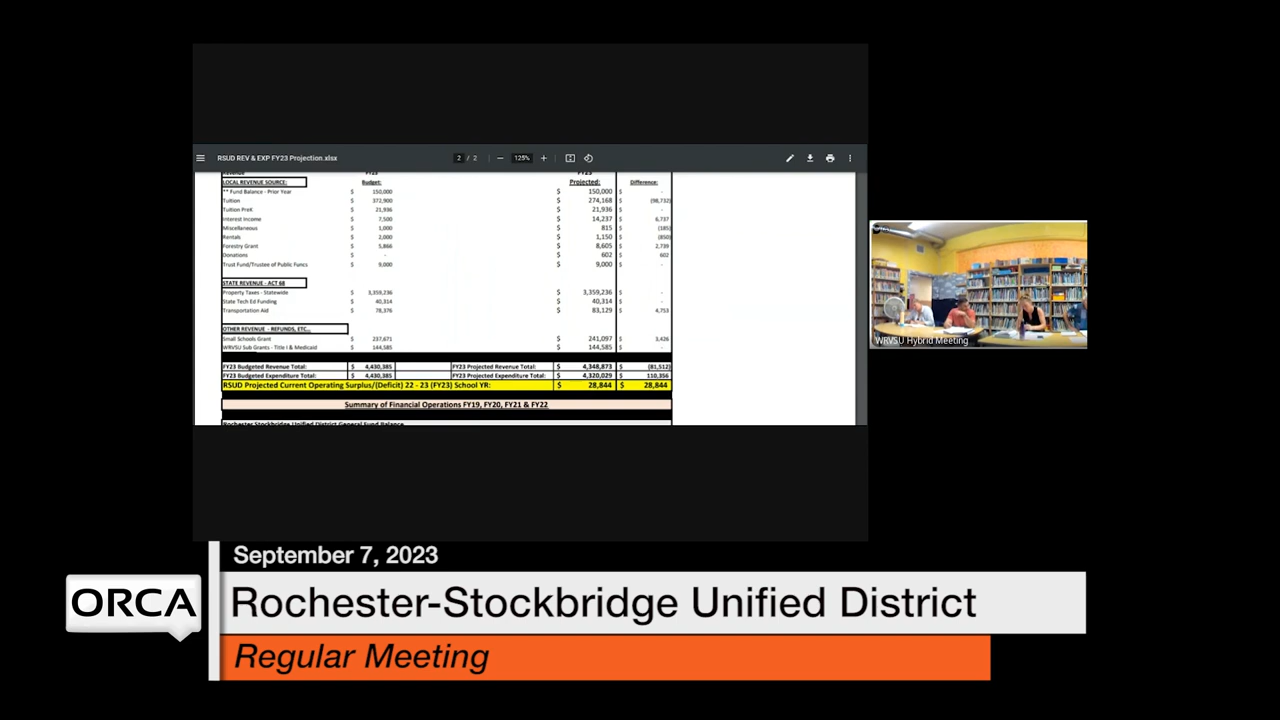 RSUD REV & EXP FY23 Projection.xlsx 2 / 2 125%
Revenue FY23 FY23
LOCAL REVENUE SOURCE: Budget: Projected: Difference:
** Fund Balance - Prior Year $ 150,000 $ 150,000 $ -
Tuition $ 372,900 $ 274,168 $ (98,732)
Tuition PreK $ 21,936 $ 21,936 $ -
Interest Income $ 7,500 $ 14,237 $ 6,737
Miscellaneous $ 1,000 $ 815 $ (185)
Rentals $ 2,000 $ 1,150 $ (850)
Forestry Grant $ 5,866 $ 8,605 $ 2,739
Donations $ - $ 602 $ 602
Trust Fund/Trustee of Public Funds $ 9,000 $ 9,000 $ -
STATE REVENUE - ACT 68
Property Taxes - Statewide $ 3,359,236 $ 3,359,236 $ -
State Tech Ed Funding $ 40,314 $ 40,314 $ -
Transportation Aid $ 78,376 $ 83,129 $ 4,753
OTHER REVENUE - REFUNDS, ETC...
Small Schools Grant $ 237,671 $ 241,097 $ 3,426
WRVSU Sub Grants - Title I & Medicaid $ 144,585 $ 144,585 $ -
FY23 Budgeted Revenue Total: $ 4,430,385 FY23 Projected Revenue Total: $ 4,348,873 $ (81,512)
FY23 Budgeted Expenditure Total: $ 4,430,385 FY23 Projected Expenditure Total: $ 4,320,029 $ 110,356
RSUD Projected Current Operating Surplus/(Deficit) 22 - 23 (FY23) School YR: $ 28,844 $ 28,844
Summary of Financial Operations FY19, FY20, FY21 & FY22
Rochester Stockbridge Unified District General Fund Balance
WRVSU Hybrid Meeting
September 7, 2023
ORCA
Rochester-Stockbridge Unified District
Regular Meeting